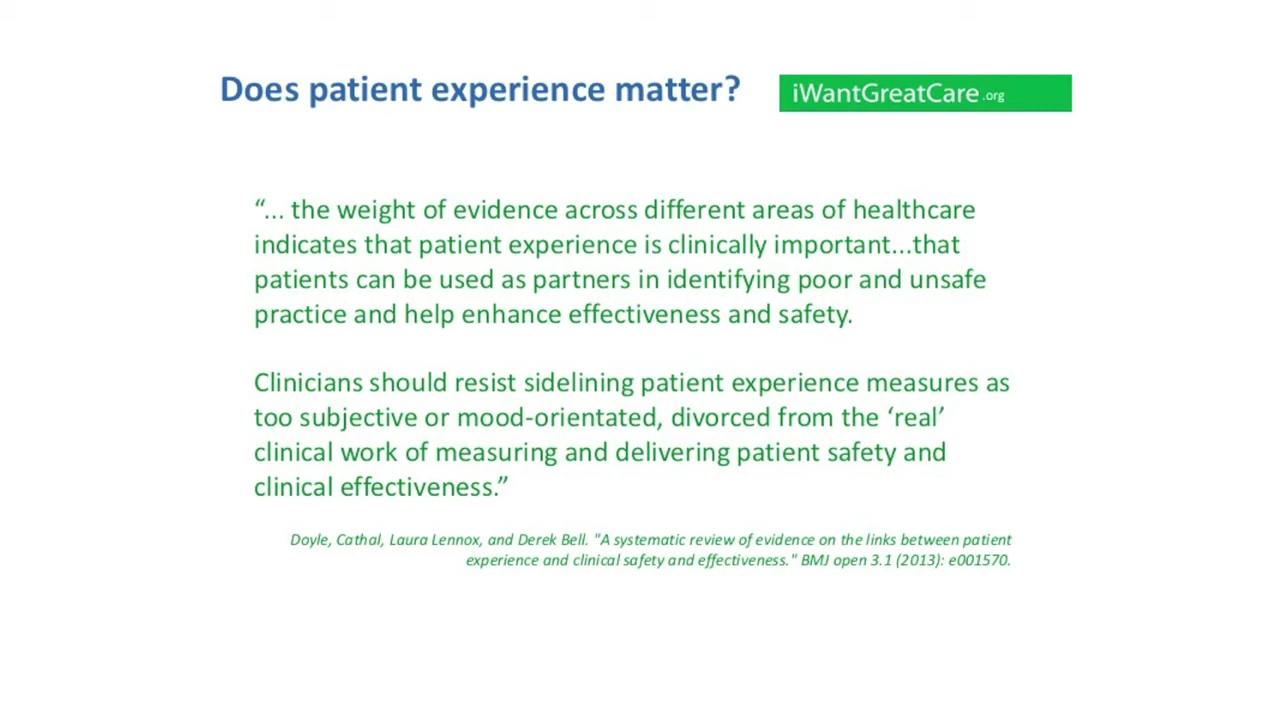 Does patient experience matter?
iWantGreatCare.org
“... the weight of evidence across different areas of healthcare
indicates that patient experience is clinically important...that
patients can be used as partners in identifying poor and unsafe
practice and help enhance effectiveness and safety.
Clinicians should resist sidelining patient experience measures as
too subjective or mood-orientated, divorced from the ‘real’
clinical work of measuring and delivering patient safety and
clinical effectiveness.”
Doyle, Cathal, Laura Lennox, and Derek Bell. "A systematic review of evidence on the links between patient
experience and clinical safety and effectiveness." BMJ open 3.1 (2013): e001570.